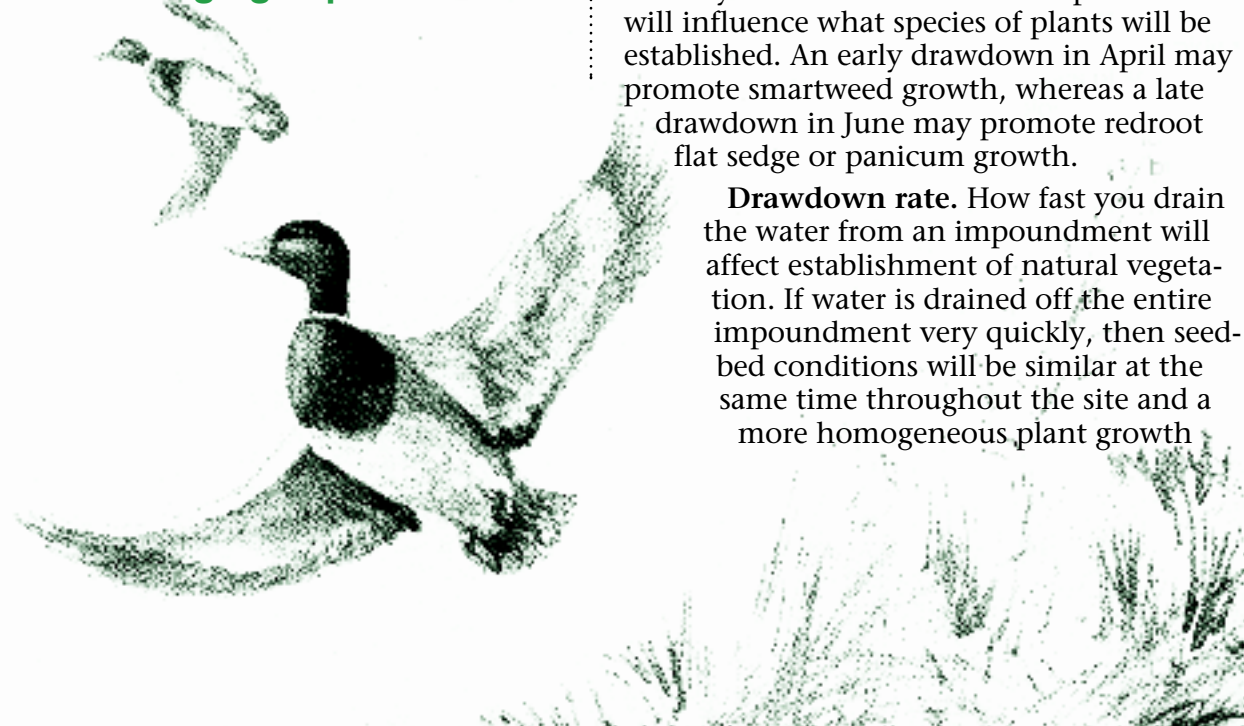 will influence what species of plants will be
established. An early drawdown in April may
promote smartweed growth, whereas a late
drawdown in June may promote redroot
flat sedge or panicum growth.
Drawdown rate. How fast you drain
the water from an impoundment will
affect establishment of natural vegeta-
tion. If water is drained off the entire
impoundment very quickly, then seed-
bed conditions will be similar at the
same time throughout the site and a
more homogeneous plant growth